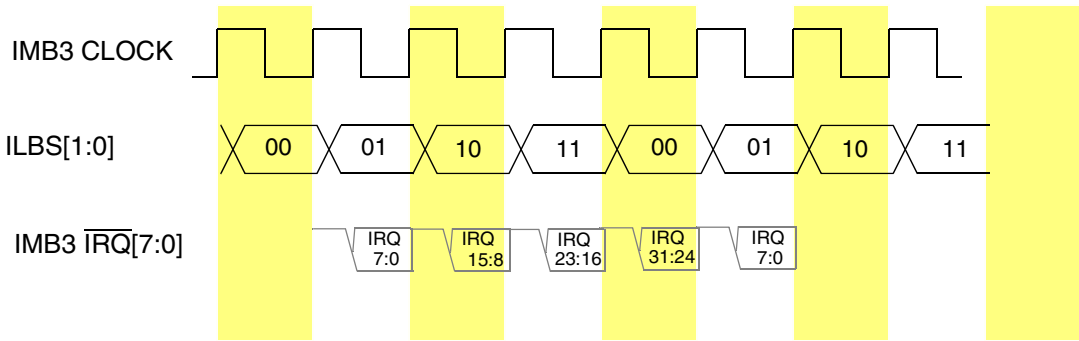 IMB3 CLOCK
ILBS[1:0]
00 01 10 11 00 01 10 11
IMB3 IRQ[7:0]
IRQ 7:0
IRQ 15:8
IRQ 23:16
IRQ 31:24
IRQ 7:0